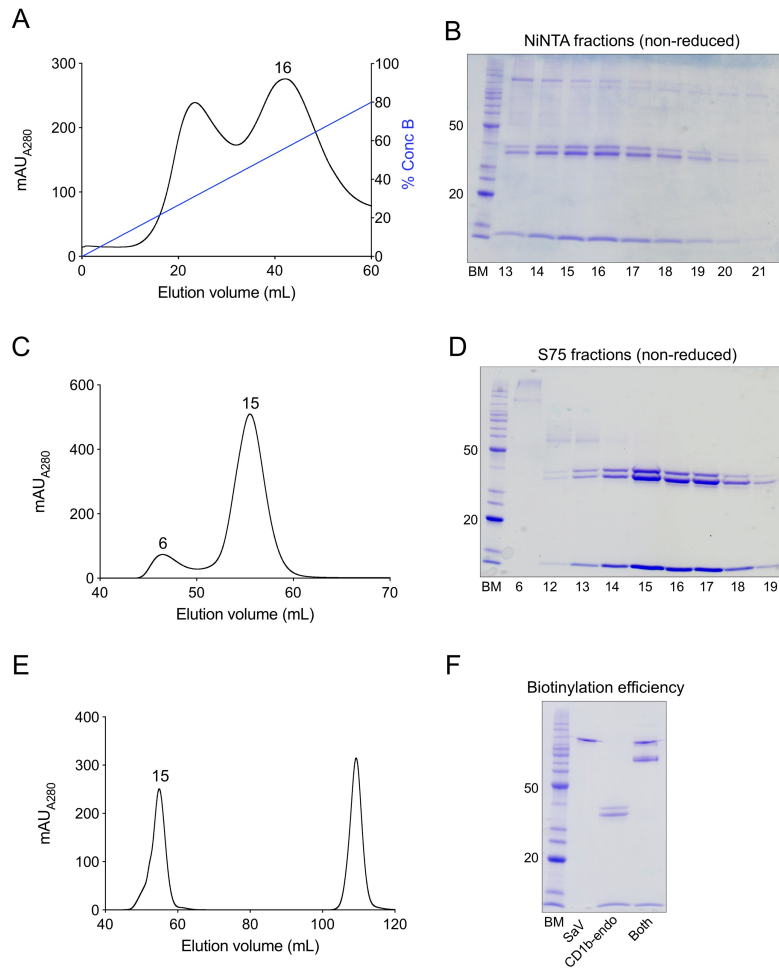 A
300
200
100
0
mAU A280
16
100
80
60
40
20
0
% Conc B
0 20 40 60
Elution volume (mL)
B
NiNTA fractions (non-reduced)
50
20
BM 13 14 15 16 17 18 19 20 21
C
600
400
200
0
mAU A280
6
15
40 50 60 70
Elution volume (mL)
D
S75 fractions (non-reduced)
50
20
BM 6 12 13 14 15 16 17 18 19
E
400
300
200
100
0
mAU A280
15
40 60 80 100 120
Elution volume (mL)
F
Biotinylation efficiency
50
20
BM SaV CD1b-endo Both